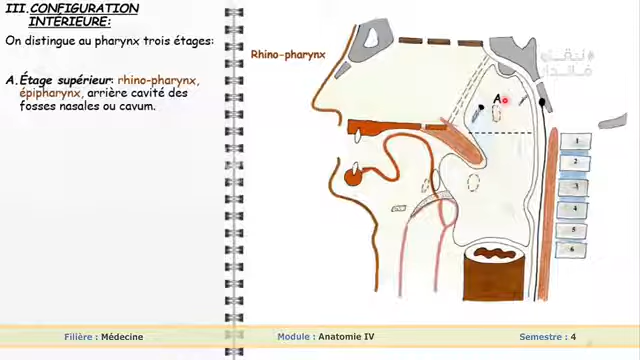 III.CONFIGURATION
INTÉRIEURE:
On distingue au pharynx trois étages:
A.Étage supérieur: rhino-pharynx,
épipharynx, arrière cavité des
fosses nasales ou cavum.
Rhino-pharynx
A
1
2
3
4
5
6
Filière : Médecine
Module : Anatomie IV
Semestre : 4